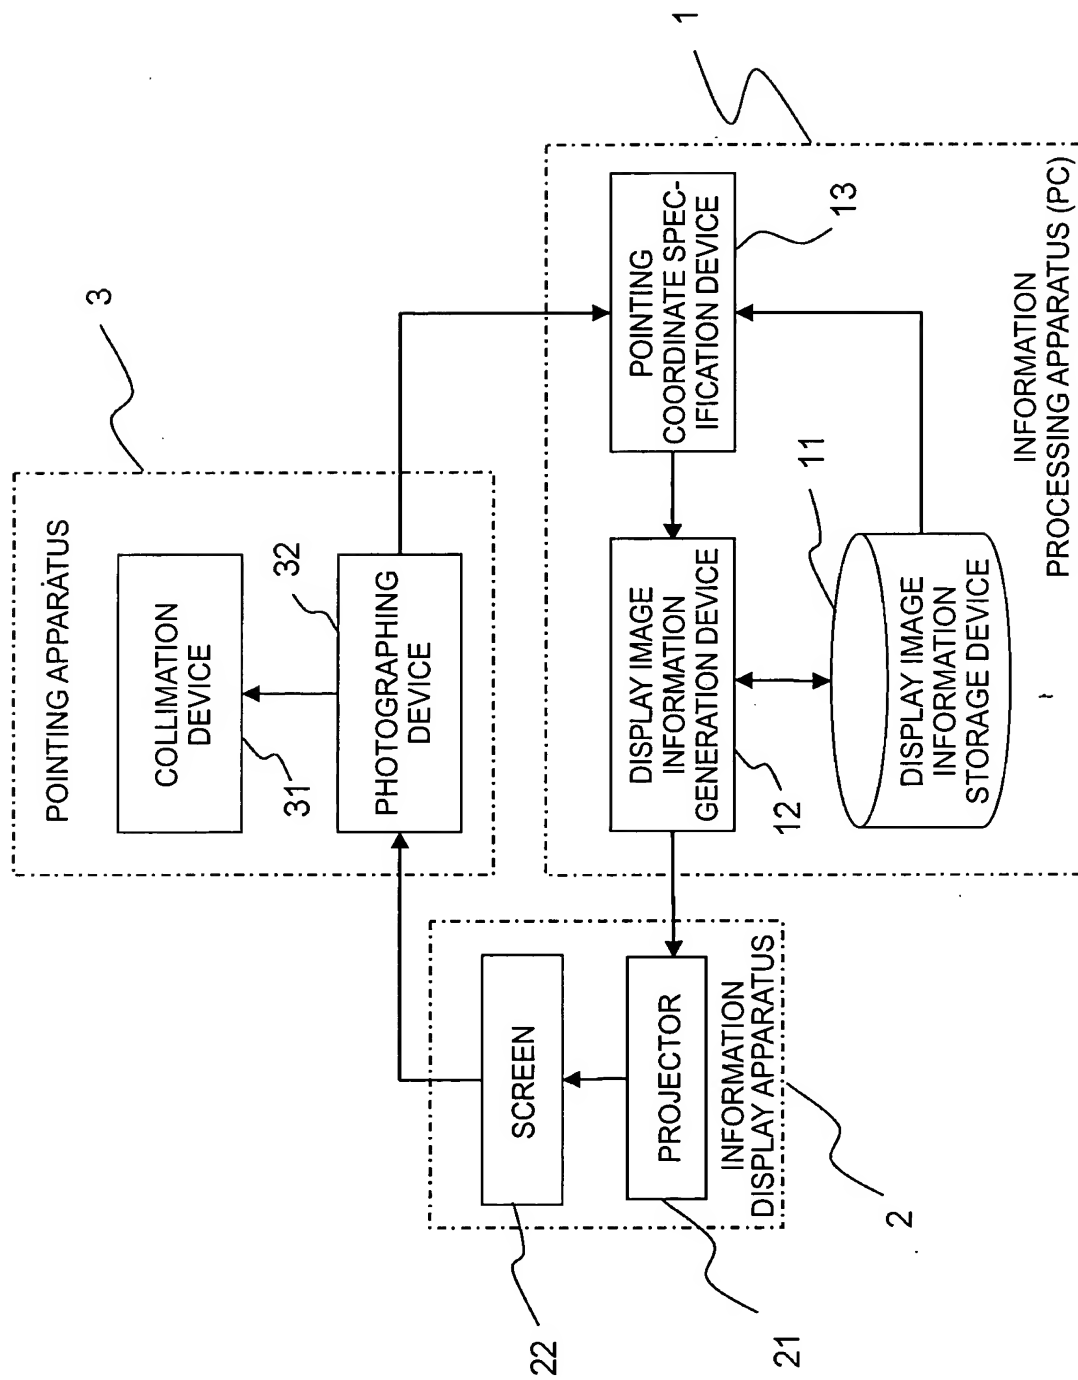 3
POINTING APPARATUS
COLLIMATION
DEVICE
31
32
PHOTOGRAPHING
DEVICE
1
POINTING
COORDINATE SPEC-
IFICATION DEVICE
13
DISPLAY IMAGE
INFORMATION
GENERATION DEVICE
12
11
DISPLAY IMAGE
INFORMATION
STORAGE DEVICE
INFORMATION
PROCESSING APPARATUS (PC)
SCREEN
22
PROJECTOR
21
INFORMATION
DISPLAY APPARATUS
2